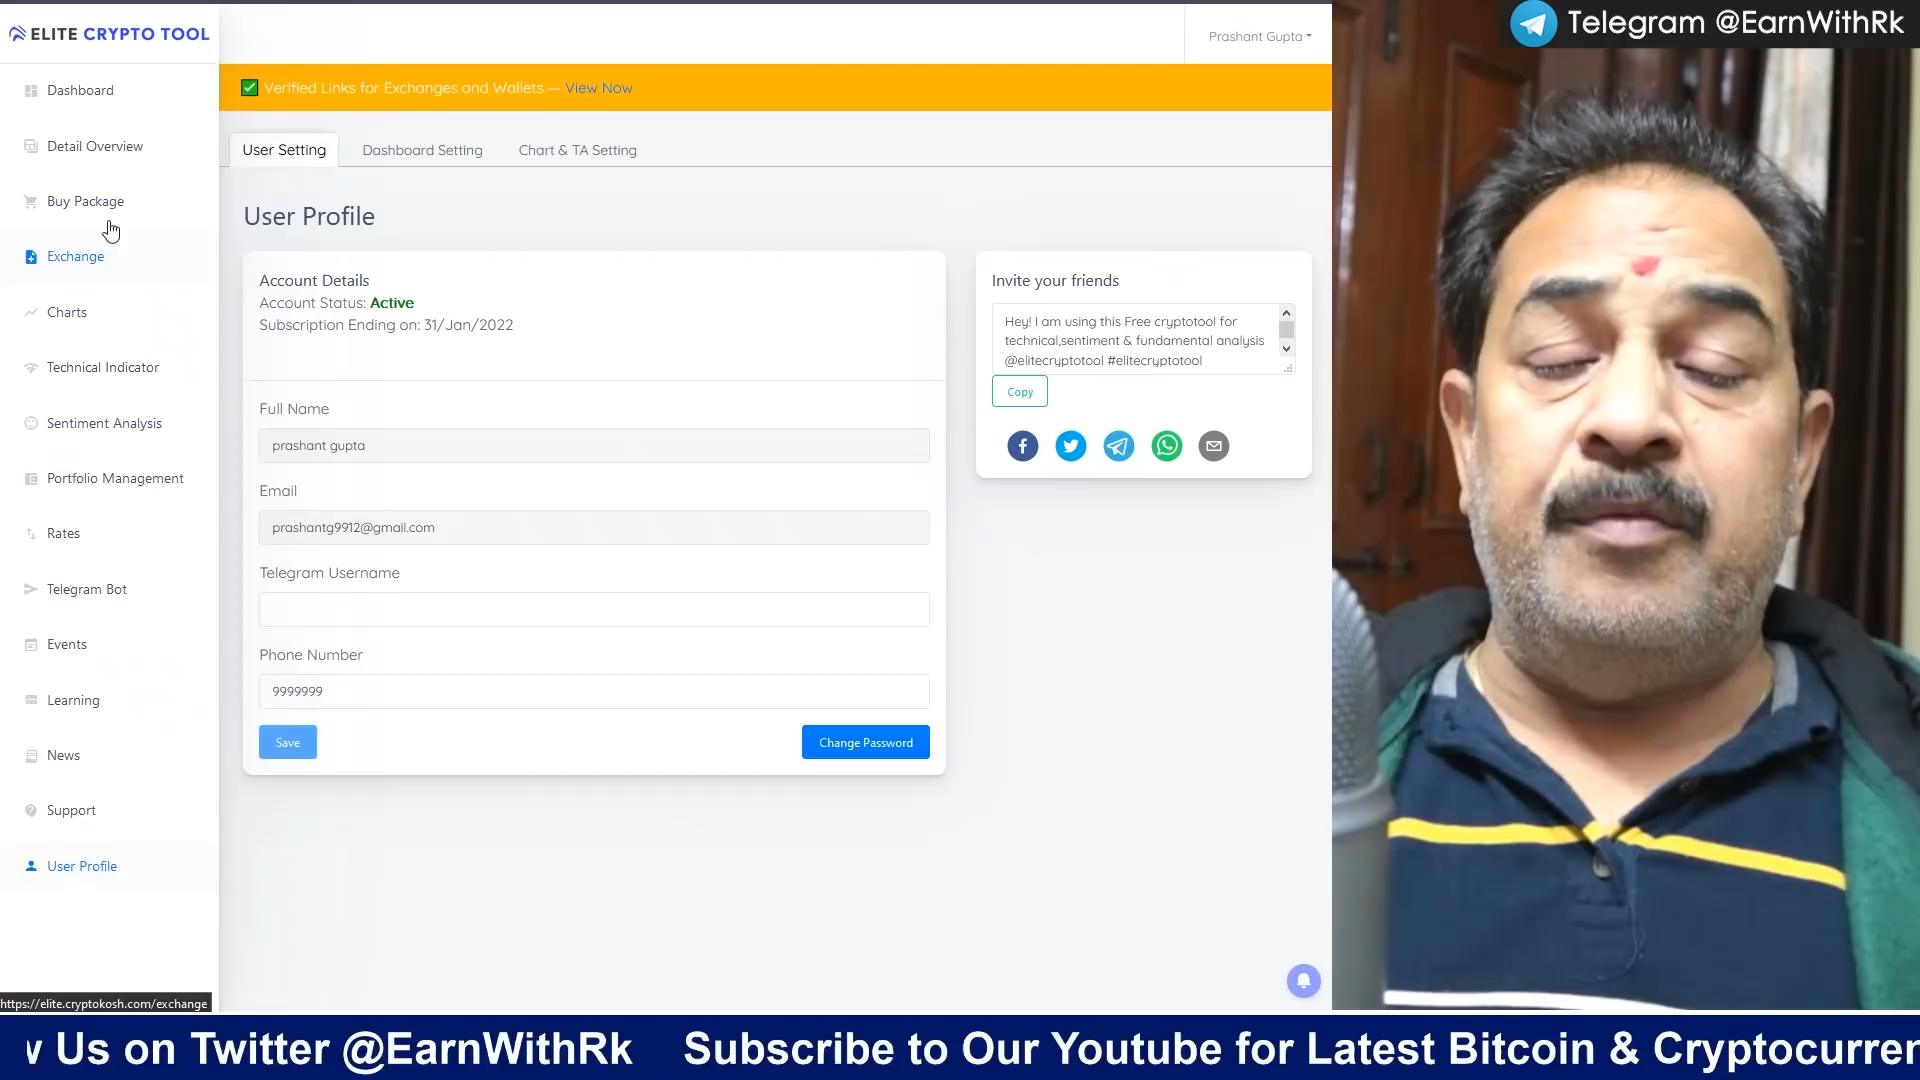 ELITE CRYPTO TOOL
Prashant Gupta
Telegram @EarnWithRk
Verified Links for Exchanges and Wallets — View Now
Dashboard
Detail Overview
Buy Package
Exchange
Charts
Technical Indicator
Sentiment Analysis
Portfolio Management
Rates
Telegram Bot
Events
Learning
News
Support
User Profile
User Setting
Dashboard Setting
Chart & TA Setting
User Profile
Account Details
Account Status: Active
Subscription Ending on: 31/Jan/2022
Full Name
prashant gupta
Email
prashantg9912@gmail.com
Telegram Username
Phone Number
9999999
Save
Change Password
Invite your friends
Hey! I am using this Free cryptotool for
technical,sentiment & fundamental analysis
@elitecryptotool #elitecryptotool
Copy
https://elite.cryptokosh.com/exchange
Us on Twitter @EarnWithRk
Subscribe to Our Youtube for Latest Bitcoin &